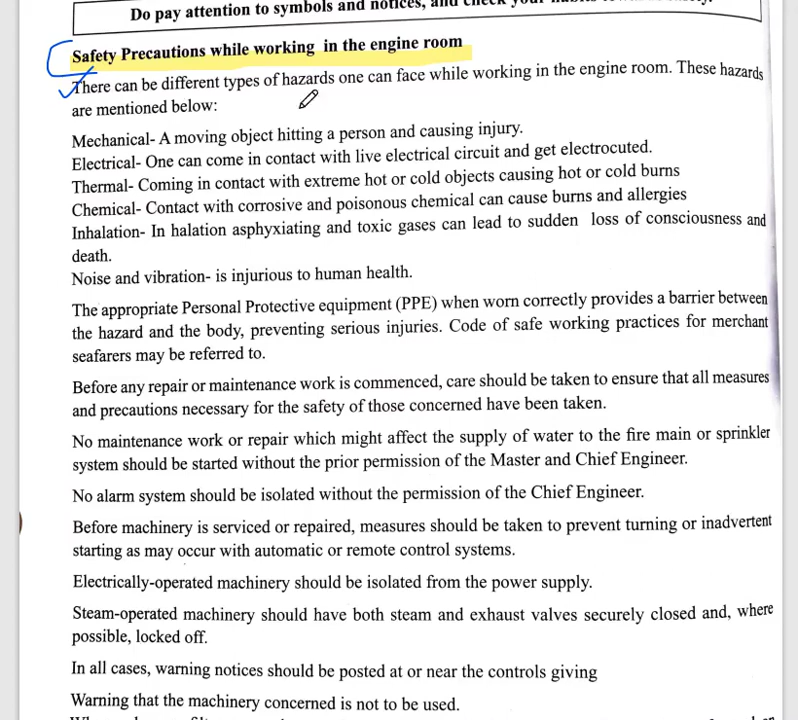 Do pay attention to symbols and notices, and check your
Safety Precautions while working in the engine room
There can be different types of hazards one can face while working in the engine room. These hazards
are mentioned below:
Mechanical- A moving object hitting a person and causing injury.
Electrical- One can come in contact with live electrical circuit and get electrocuted.
Thermal- Coming in contact with extreme hot or cold objects causing hot or cold burns
Chemical- Contact with corrosive and poisonous chemical can cause burns and allergies
Inhalation- In halation asphyxiating and toxic gases can lead to sudden loss of consciousness and
death.
Noise and vibration- is injurious to human health.
The appropriate Personal Protective equipment (PPE) when worn correctly provides a barrier between
the hazard and the body, preventing serious injuries. Code of safe working practices for merchant
seafarers may be referred to.
Before any repair or maintenance work is commenced, care should be taken to ensure that all measures
and precautions necessary for the safety of those concerned have been taken.
No maintenance work or repair which might affect the supply of water to the fire main or sprinkler
system should be started without the prior permission of the Master and Chief Engineer.
No alarm system should be isolated without the permission of the Chief Engineer.
Before machinery is serviced or repaired, measures should be taken to prevent turning or inadvertent
starting as may occur with automatic or remote control systems.
Electrically-operated machinery should be isolated from the power supply.
Steam-operated machinery should have both steam and exhaust valves securely closed and, where
possible, locked off.
In all cases, warning notices should be posted at or near the controls giving
Warning that the machinery concerned is not to be used.